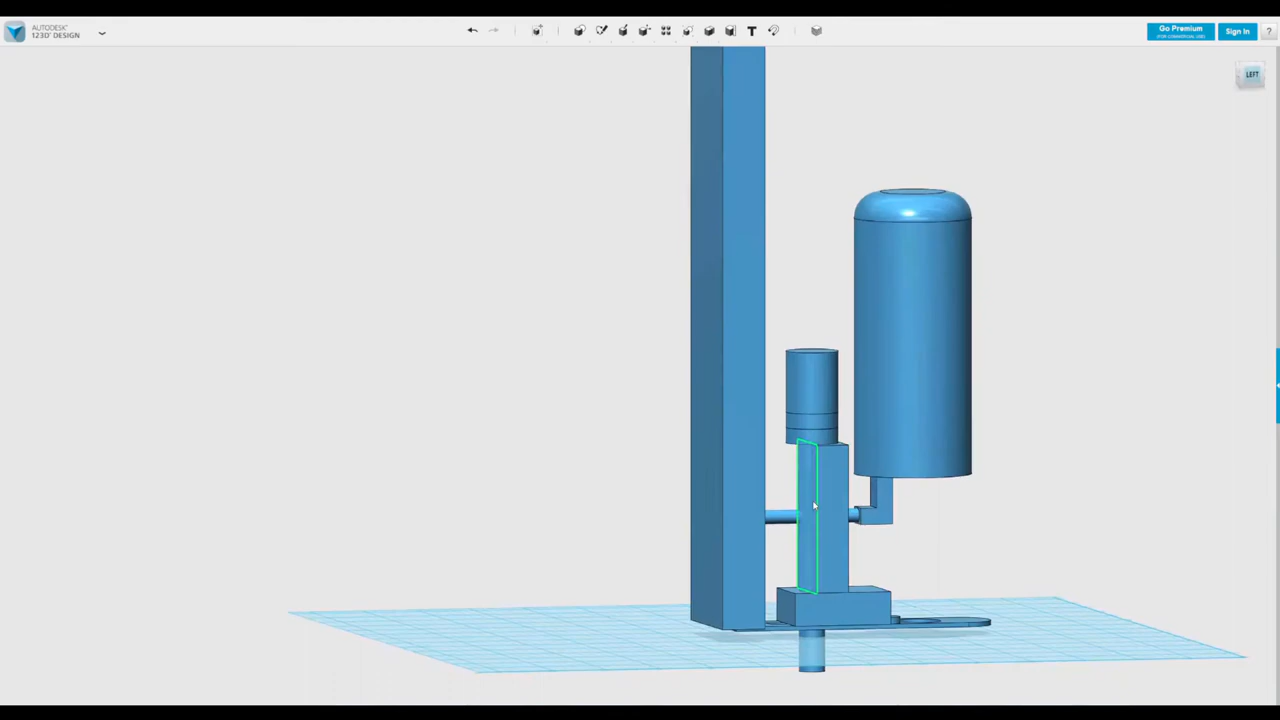 AUTODESK®
123D® DESIGN
T
Go Premium
(FOR COMMERCIAL USE)
Sign In
?
LEFT